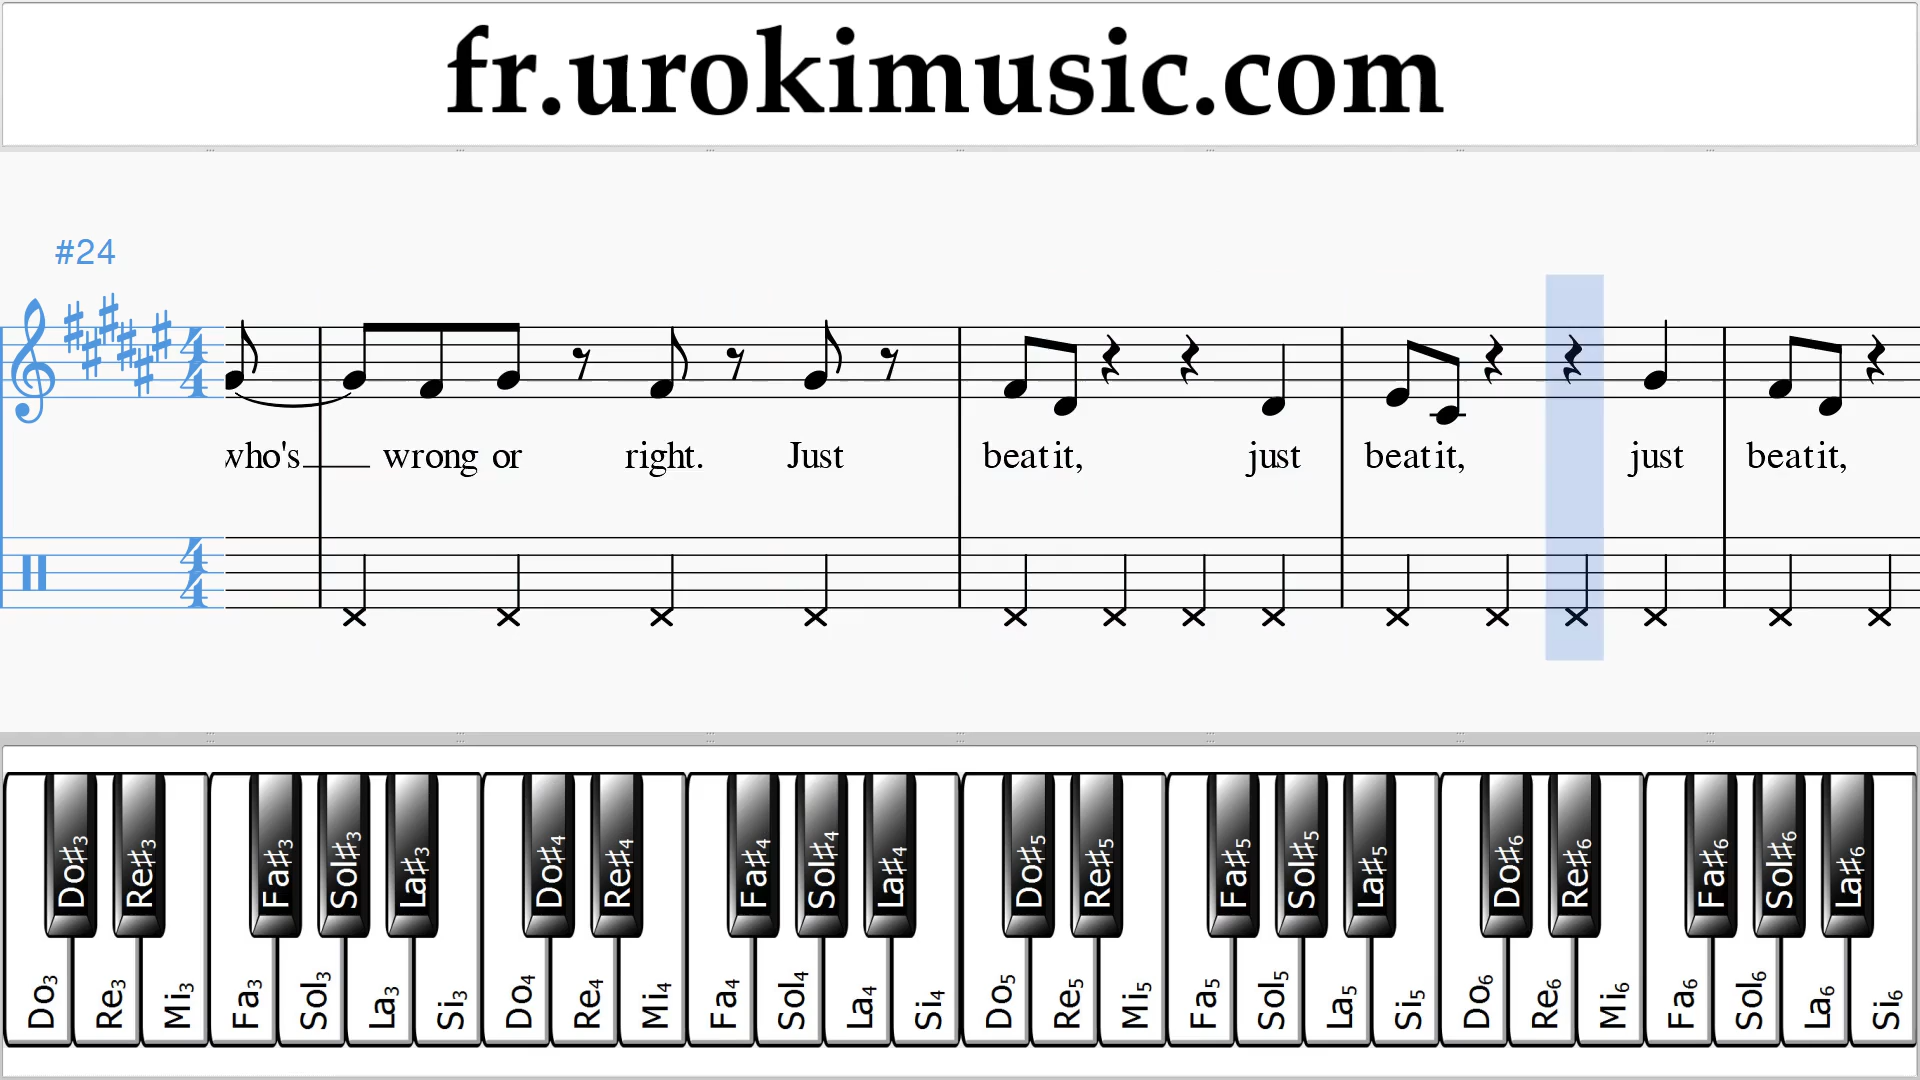 fr.urokimusic.com
#24
4
4
who's wrong or right. Just beat it, just beat it, just beat it,
4
4
Do#3 Re#3 Fa#3 Sol#3 La#3 Do#4 Re#4 Fa#4 Sol#4 La#4 Do#5 Re#5 Fa#5 Sol#5 La#5 Do#6 Re#6 Fa#6 Sol#6 La#6
Do3 Re3 Mi3 Fa3 Sol3 La3 Si3 Do4 Re4 Mi4 Fa4 Sol4 La4 Si4 Do5 Re5 Mi5 Fa5 Sol5 La5 Si5 Do6 Re6 Mi6 Fa6 Sol6 La6 Si6